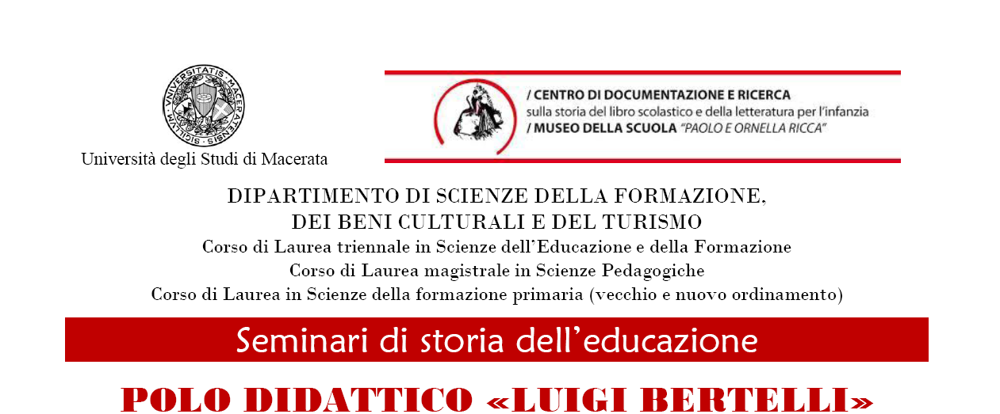 SIGILLVM · VNIVERSITATIS · MACERATENSIS
Università degli Studi di Macerata
/ CENTRO DI DOCUMENTAZIONE E RICERCA
sulla storia del libro scolastico e della letteratura per l'infanzia
/ MUSEO DELLA SCUOLA "PAOLO E ORNELLA RICCA"
DIPARTIMENTO DI SCIENZE DELLA FORMAZIONE,
DEI BENI CULTURALI E DEL TURISMO
Corso di Laurea triennale in Scienze dell'Educazione e della Formazione
Corso di Laurea magistrale in Scienze Pedagogiche
Corso di Laurea in Scienze della formazione primaria (vecchio e nuovo ordinamento)
Seminari di storia dell'educazione
POLO DIDATTICO «LUIGI BERTELLI»